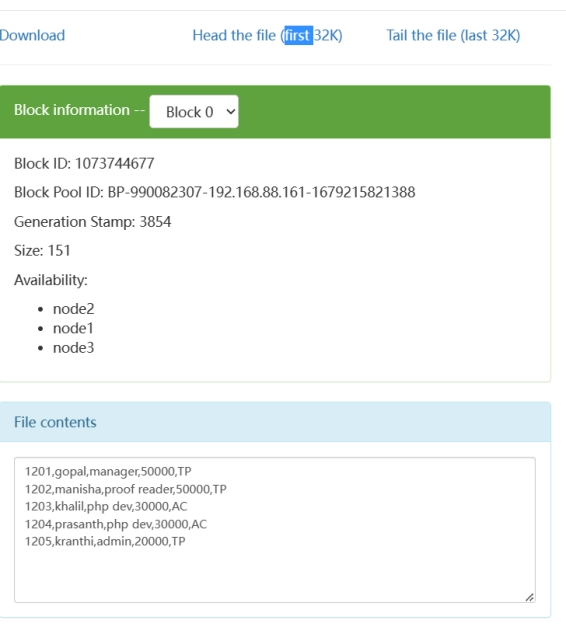 Download Head the file (first 32K) Tail the file (last 32K)
Block information -- Block 0
Block ID: 1073744677
Block Pool ID: BP-990082307-192.168.88.161-1679215821388
Generation Stamp: 3854
Size: 151
Availability:
• node2
• node1
• node3
File contents
1201,gopal,manager,50000,TP
1202,manisha,proof reader,50000,TP
1203,khalil,php dev,30000,AC
1204,prasanth,php dev,30000,AC
1205,kranthi,admin,20000,TP